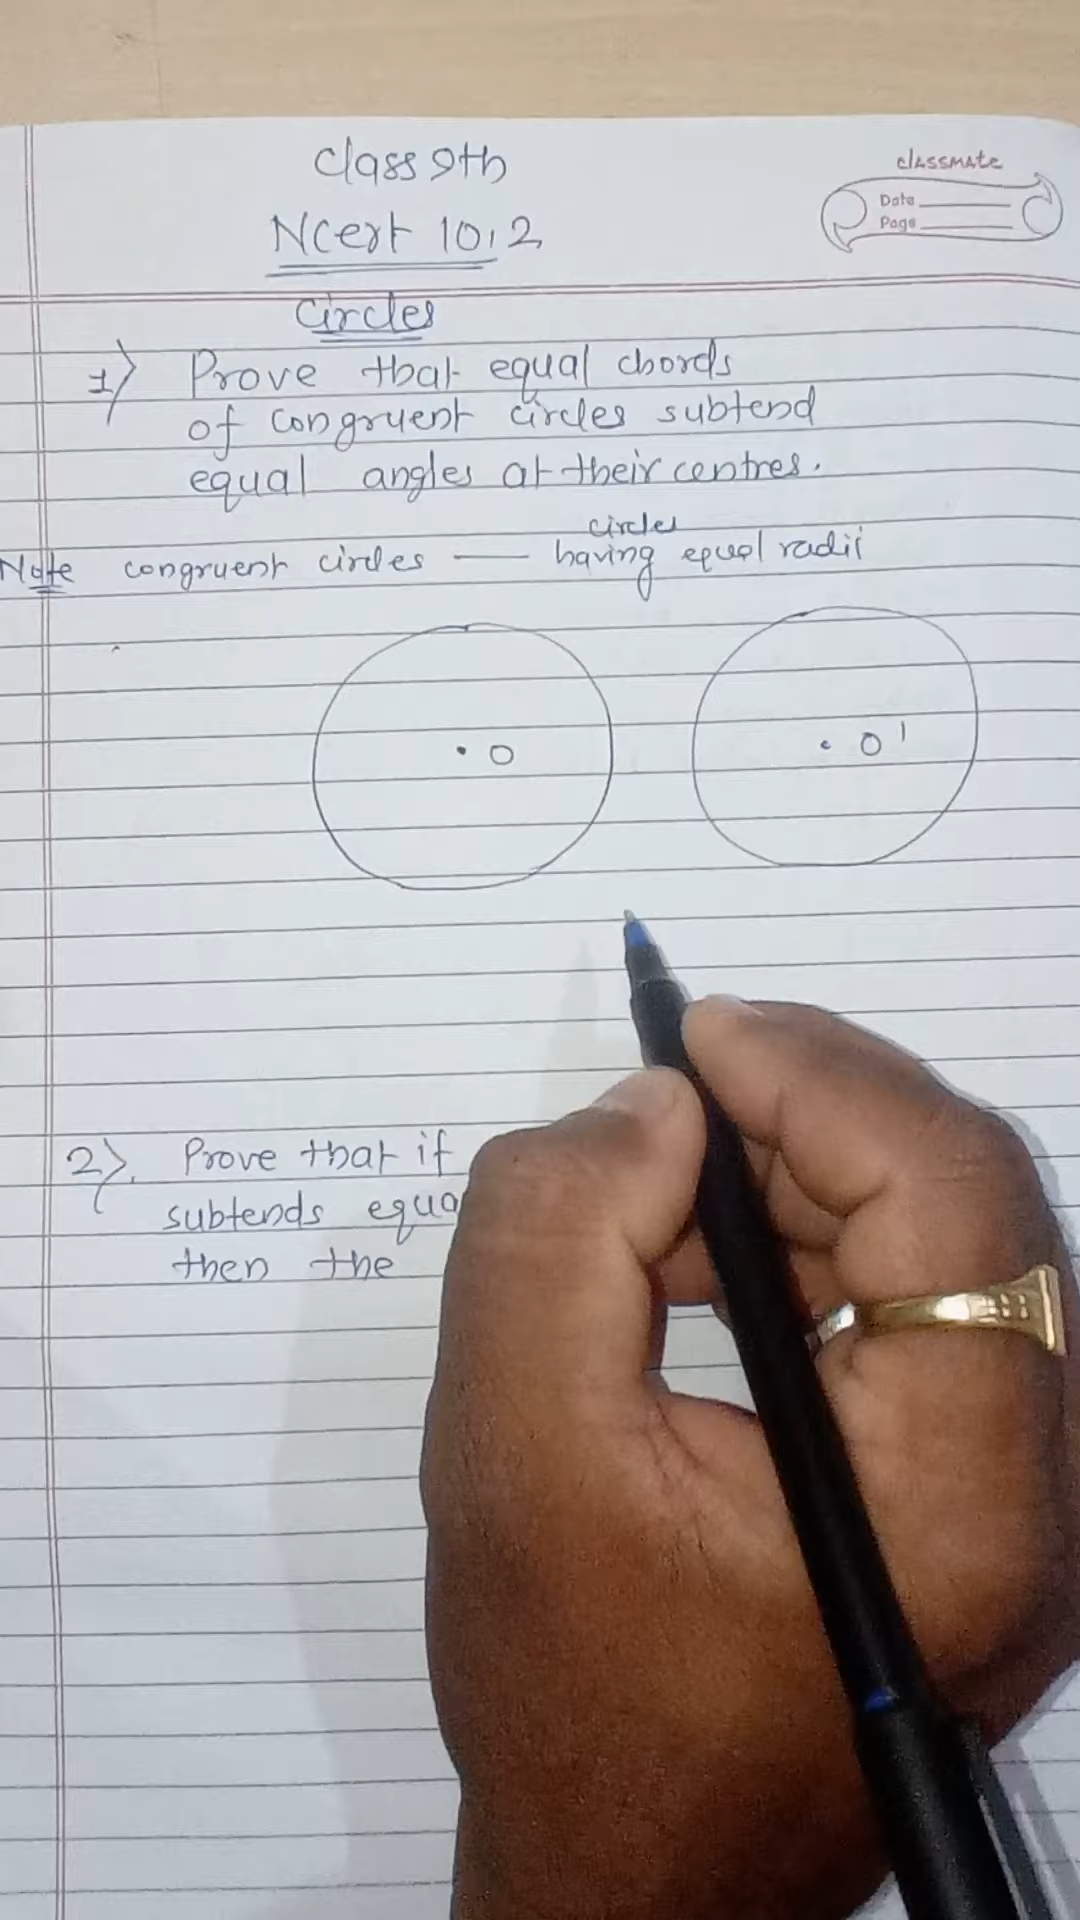 Class 9th
classmate
Date
Page
Ncert 10.2
Circles
1) Prove that equal chords
of congruent circles subtend
equal angles at their centres.
circles
Note congruent circles — having equal radii
O
O'
2) Prove that if
subtends equa
then the